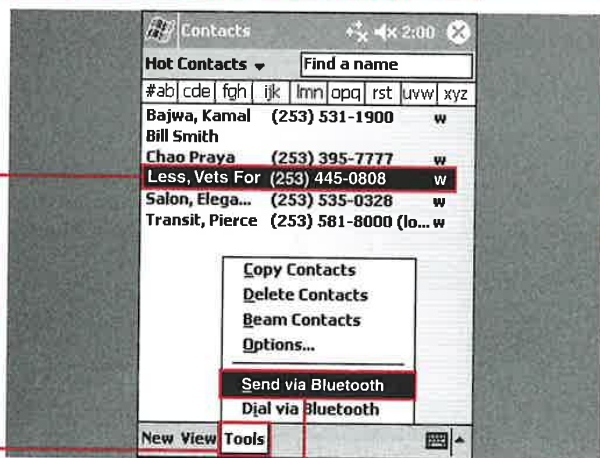 Contacts 2:00
Hot Contacts Find a name
#ab cde fgh ijk lmn opq rst uvw xyz
Bajwa, Kamal (253) 531-1900 w
Bill Smith
Chao Praya (253) 395-7777 w
Less, Vets For (253) 445-0808 w
Salon, Elega... (253) 535-0328 w
Transit, Pierce (253) 581-8000 (lo... w
Copy Contacts
Delete Contacts
Beam Contacts
Options...
Send via Bluetooth
Dial via Bluetooth
New View Tools